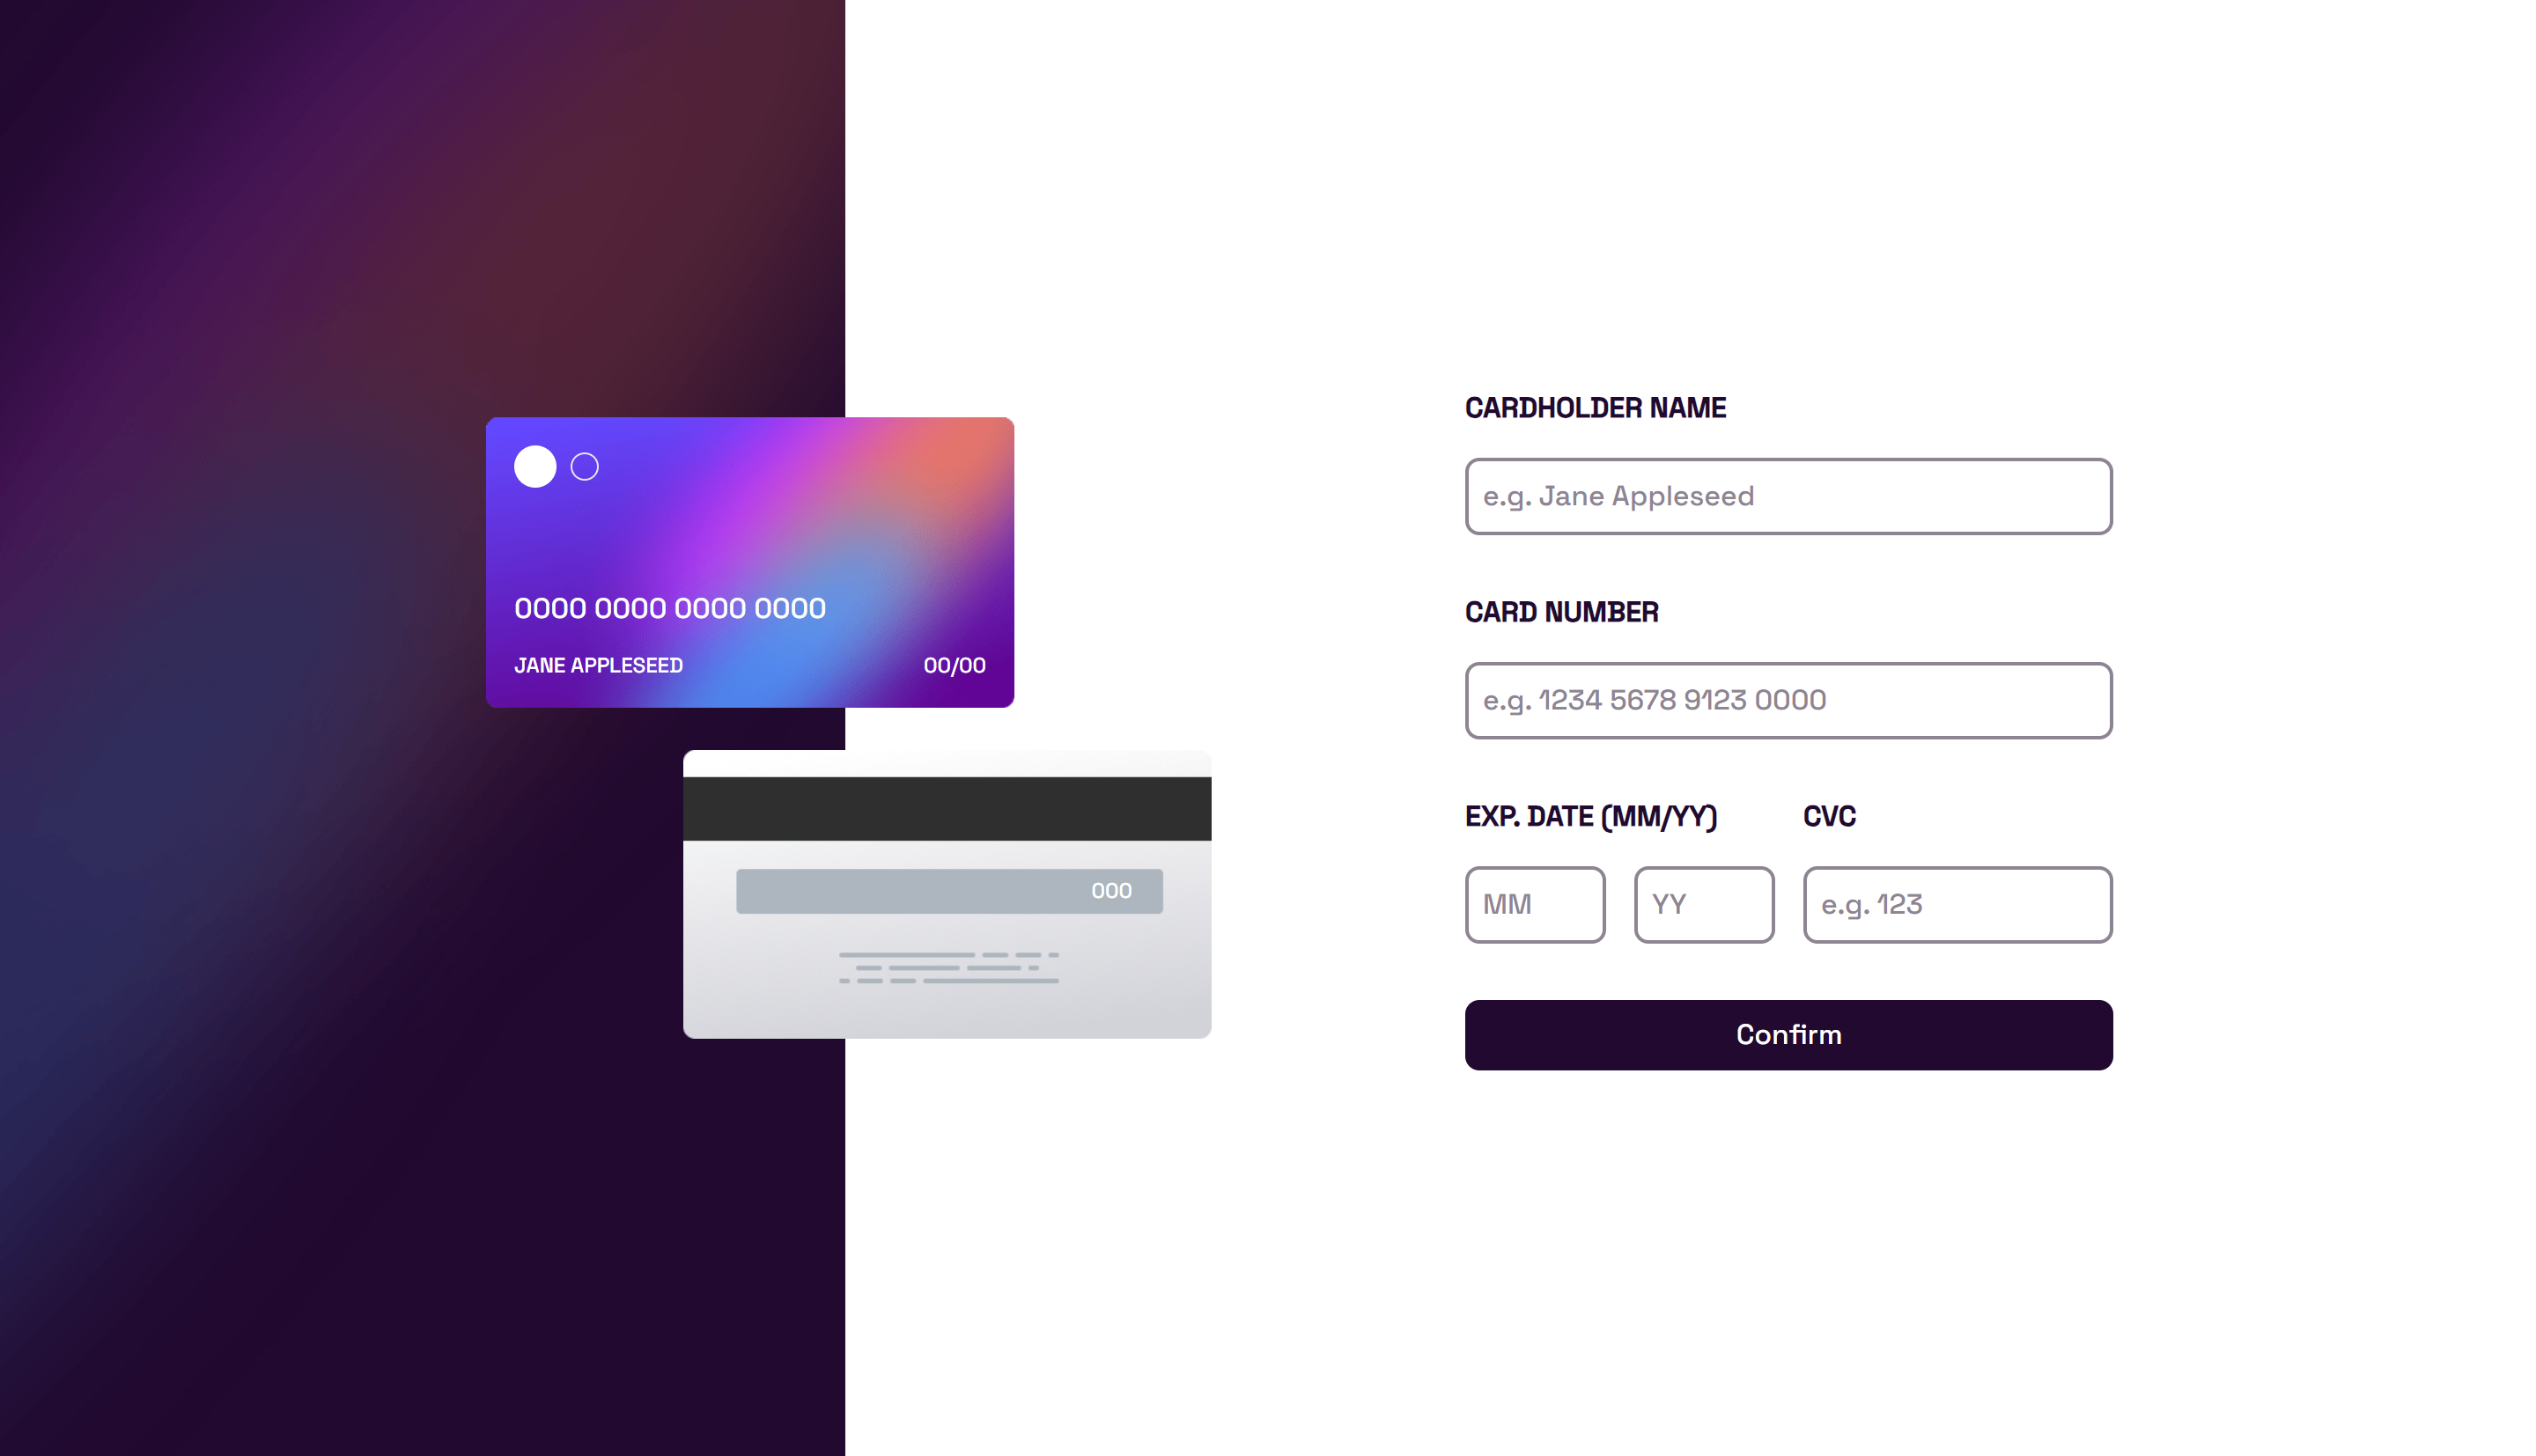 0000 0000 0000 0000
JANE APPLESEED 00/00
000
CARDHOLDER NAME
e.g. Jane Appleseed
CARD NUMBER
e.g. 1234 5678 9123 0000
EXP. DATE (MM/YY) CVC
MM YY e.g. 123
Confirm